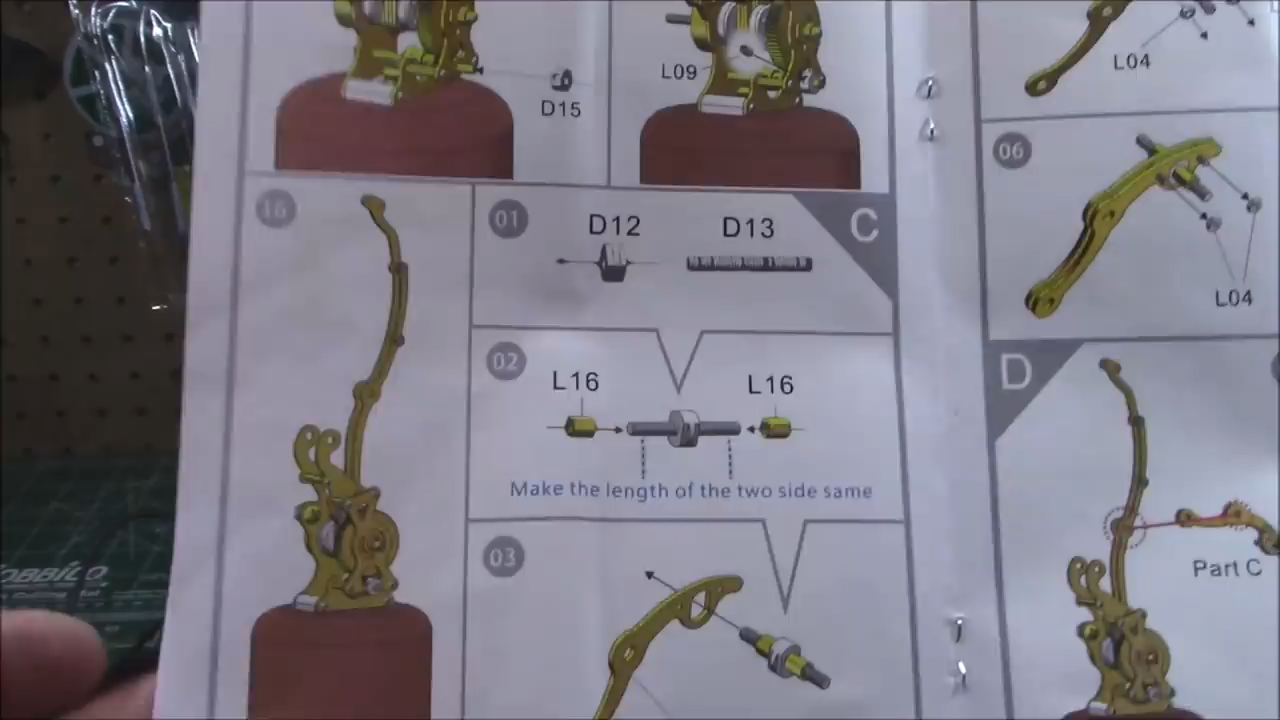 D15
L09
L04
16
01
D12
D13
C
02
L16
L16
Make the length of the two side same
03
06
L04
D
Part C